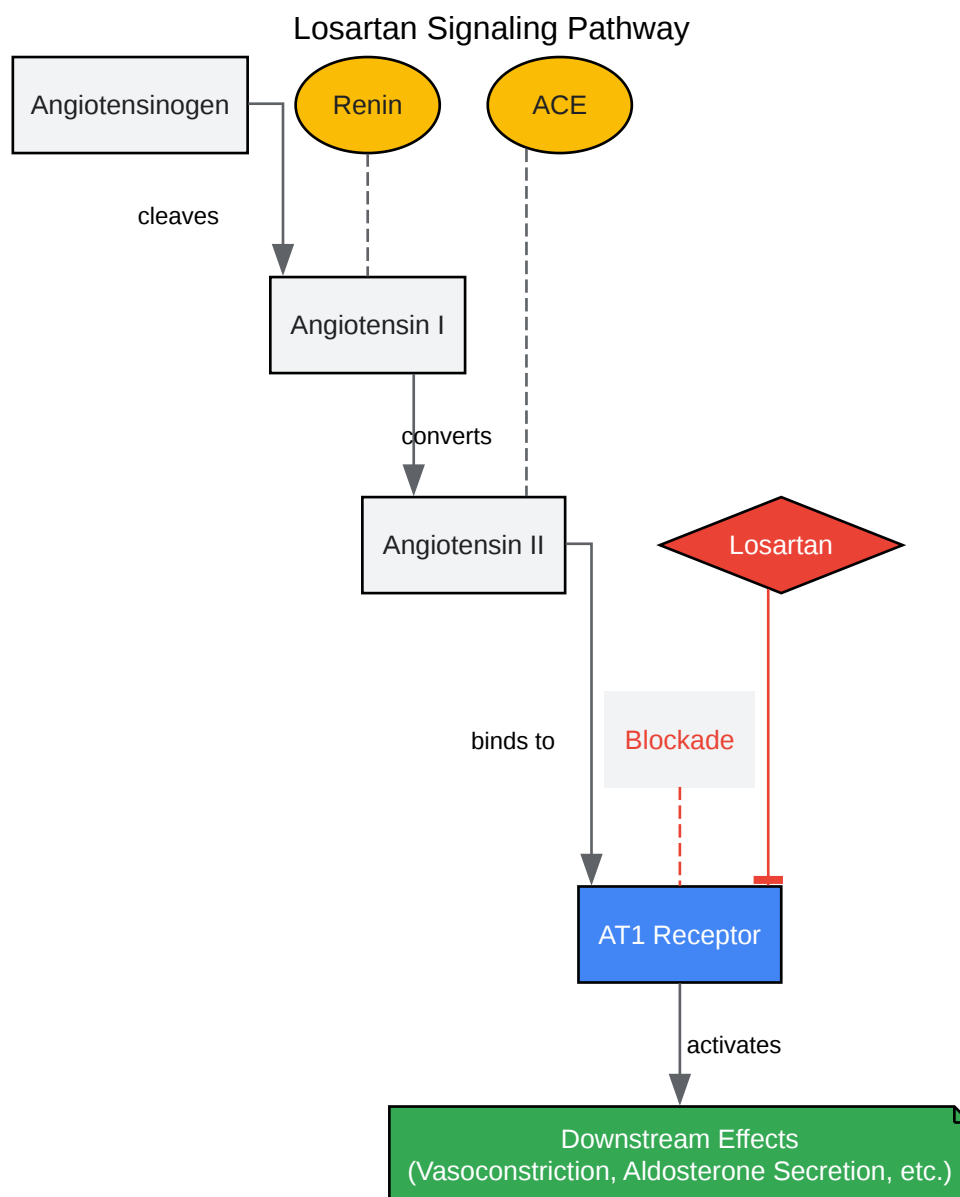 Losartan Signaling Pathway
Angiotensinogen
Renin
ACE
cleaves
Angiotensin I
converts
Angiotensin II
Losartan
binds to
Blockade
AT1 Receptor
activates
Downstream Effects
(Vasoconstriction, Aldosterone Secretion, etc.)